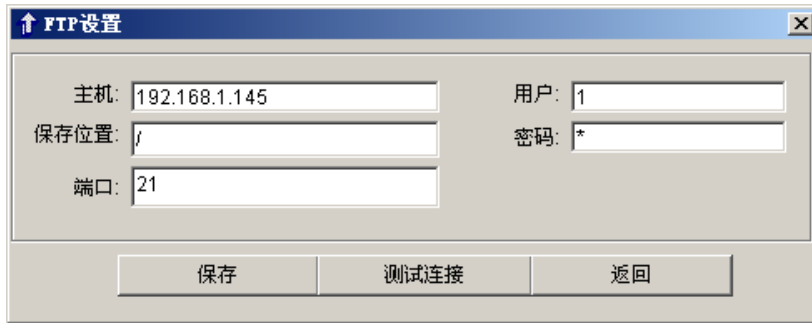 FTP设置
主机: 192.168.1.145 用户: 1
保存位置: / 密码: *
端口: 21
保存 测试连接 返回